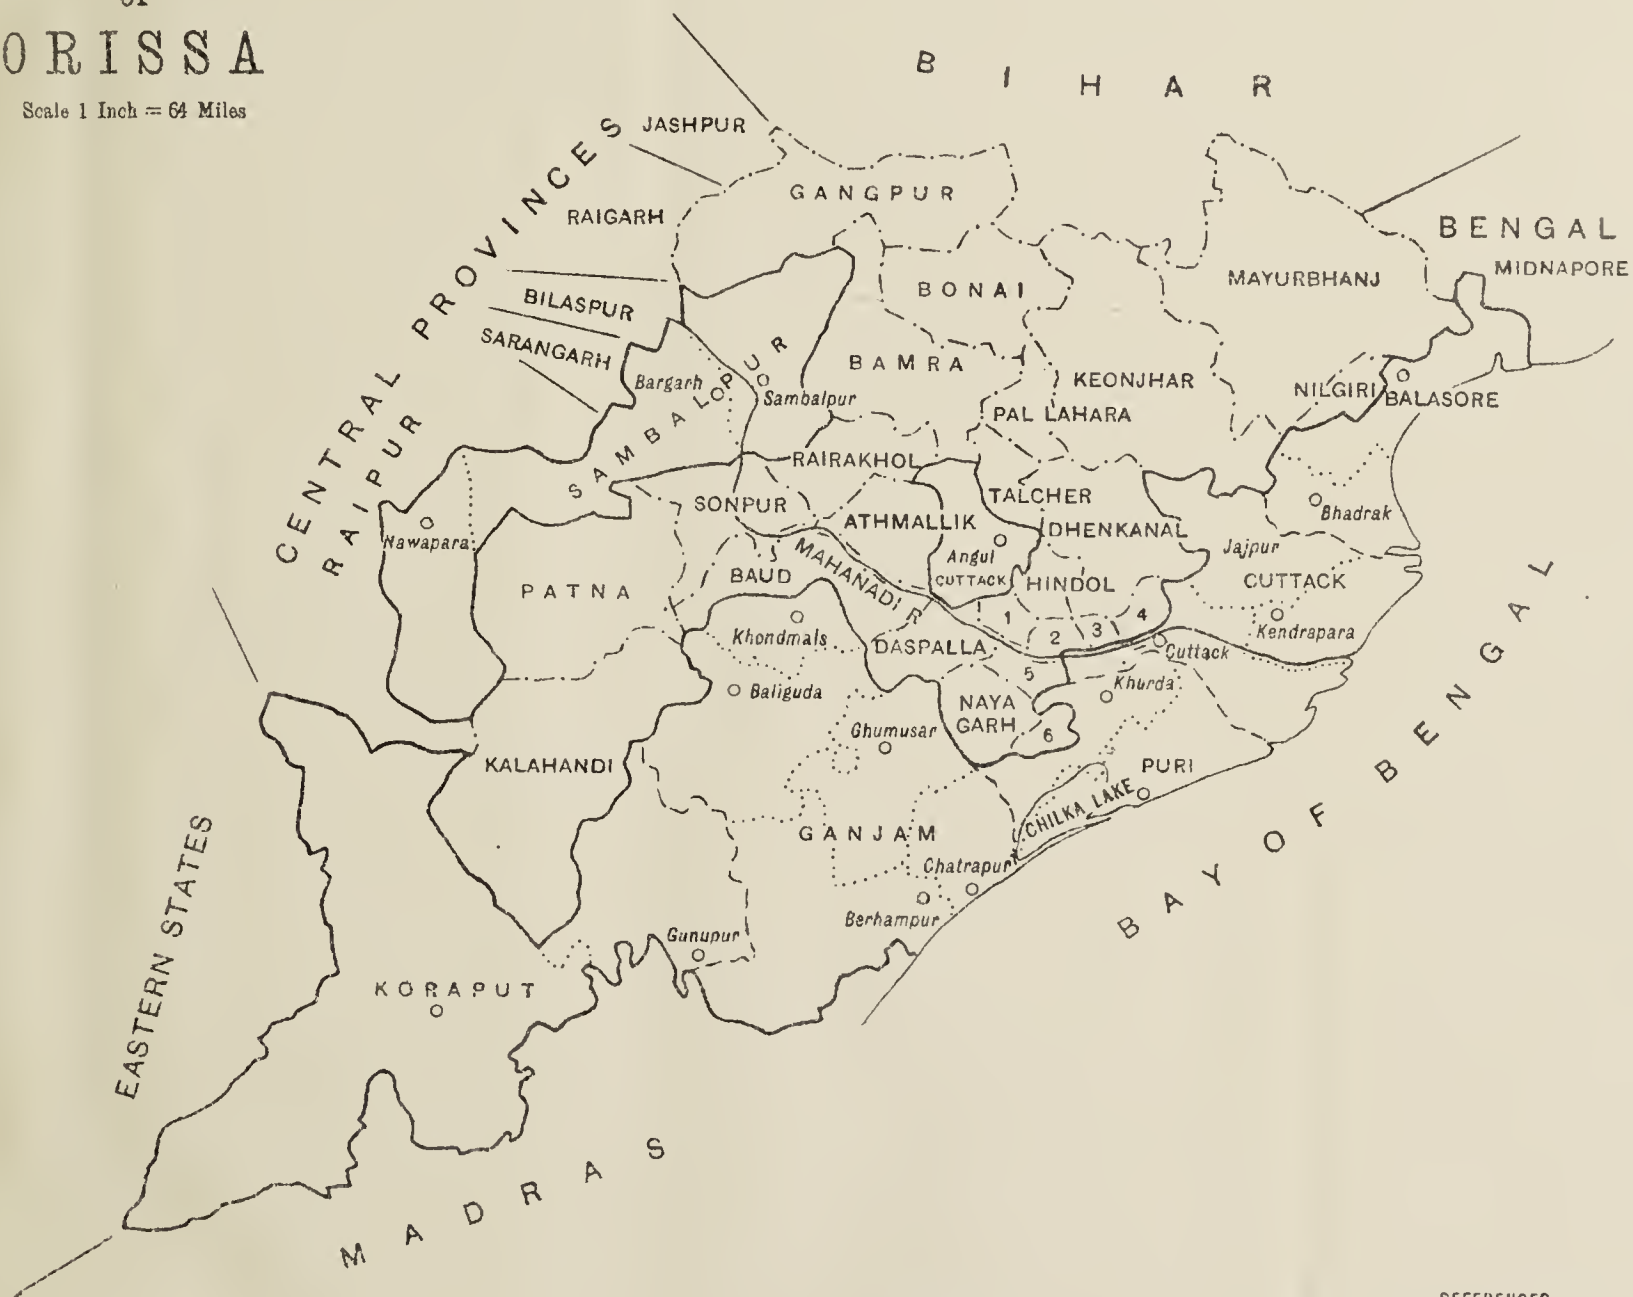 ORISSA
Scale 1 Inch = 64 Miles
BIHAR
JASHPUR
CENTRAL PROVINCES
GANGPUR
RAIGARH
BENGAL
MIDNAPORE
MAYURBHANJ
BONAI
BILASPUR
SARANGARH
BAMRA
Bargarh
SAMBALPUR
Sambalpur
KEONJHAR
NILGIRI
BALASORE
PAL LAHARA
RAIPUR
RAIRAKHOL
SONPUR
TALCHER
ATHMALLIK
DHENKANAL
Bhadrak
Nawapara
Angul
CUTTACK
Jajpur
MAHANADI R
BAUD
HINDOL
CUTTACK
PATNA
1
2
3
4
Khondmals
DASPALLA
Kendrapara
Cuttack
5
Baliguda
Khurda
NAYA
GARH
Ghumusar
6
KALAHANDI
PURI
CHILKA LAKE
GANJAM
BAY OF BENGAL
Chatrapur
Berhampur
Gunupur
EASTERN STATES
KORAPUT
MADRAS